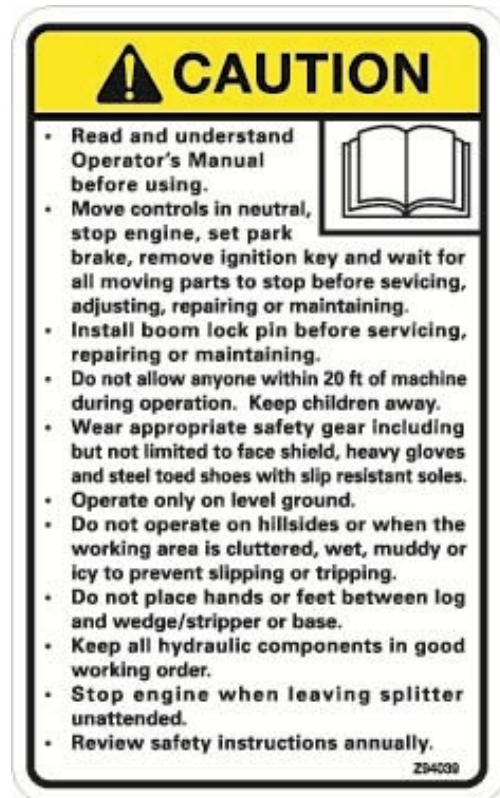 CAUTION
• Read and understand
Operator's Manual
before using.
• Move controls in neutral,
stop engine, set park
brake, remove ignition key and wait for
all moving parts to stop before sevicing,
adjusting, repairing or maintaining.
• Install boom lock pin before servicing,
repairing or maintaining.
• Do not allow anyone within 20 ft of machine
during operation. Keep children away.
• Wear appropriate safety gear including
but not limited to face shield, heavy gloves
and steel toed shoes with slip resistant soles.
• Operate only on level ground.
• Do not operate on hillsides or when the
working area is cluttered, wet, muddy or
icy to prevent slipping or tripping.
• Do not place hands or feet between log
and wedge/stripper or base.
• Keep all hydraulic components in good
working order.
• Stop engine when leaving splitter
unattended.
• Review safety instructions annually.
Z94039